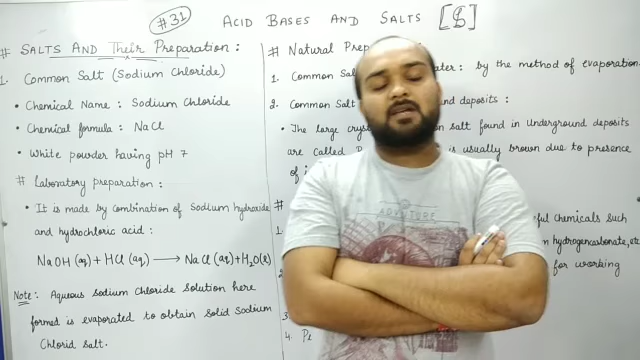 #31
ACID BASES AND SALTS [8]
# SALTS AND Their Preparation :
1. Common Salt (Sodium Chloride)
• Chemical Name : Sodium Chloride
• Chemical formula : NaCl
• White powder having pH 7
# Laboratory preparation :
• It is made by combination of sodium hydroxide
and hydrochloric acid :
NaOH (aq) + HCl (aq) ⟶ NaCl (aq) + H₂O (l)
Note : Aqueous sodium chloride solution here
formed is evaporated to obtain solid sodium
Chlorid salt.
# Natural Prep
1. Common Sal ater : by the method of evaporation.
2. Common Salt nd deposits :
• The large cryst on salt found in Underground deposits
are called is usually brown due to presence
of
#
1. ful chemicals such
n hydrogencarbonate, etc.
2 for working
3
4.
ADVENTURE